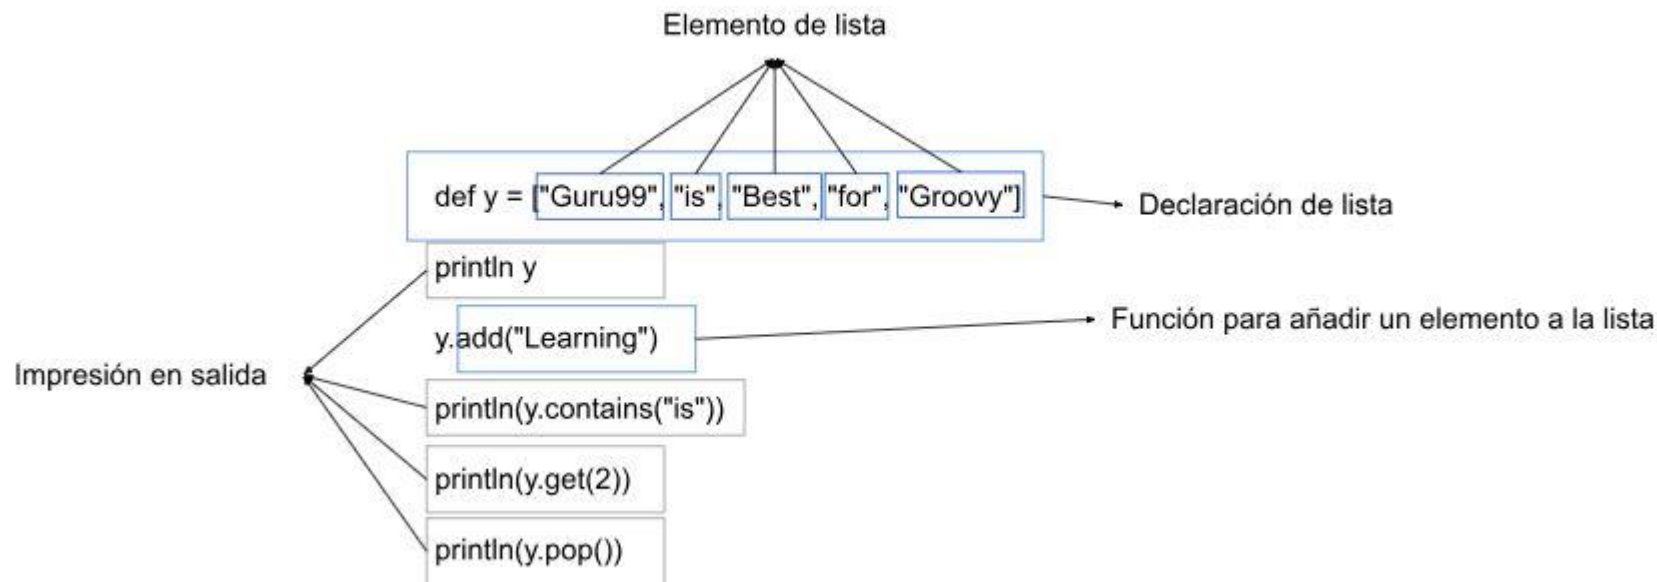 Elemento de lista
def y = ["Guru99", "is", "Best", "for", "Groovy"]
Declaración de lista
println y
y.add("Learning")
Función para añadir un elemento a la lista
Impresión en salida
println(y.contains("is"))
println(y.get(2))
println(y.pop())